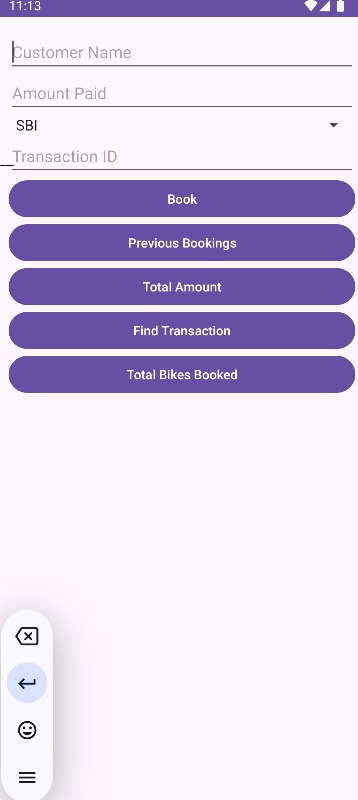 11:13
Customer Name
Amount Paid
SBI
Transaction ID
Book
Previous Bookings
Total Amount
Find Transaction
Total Bikes Booked